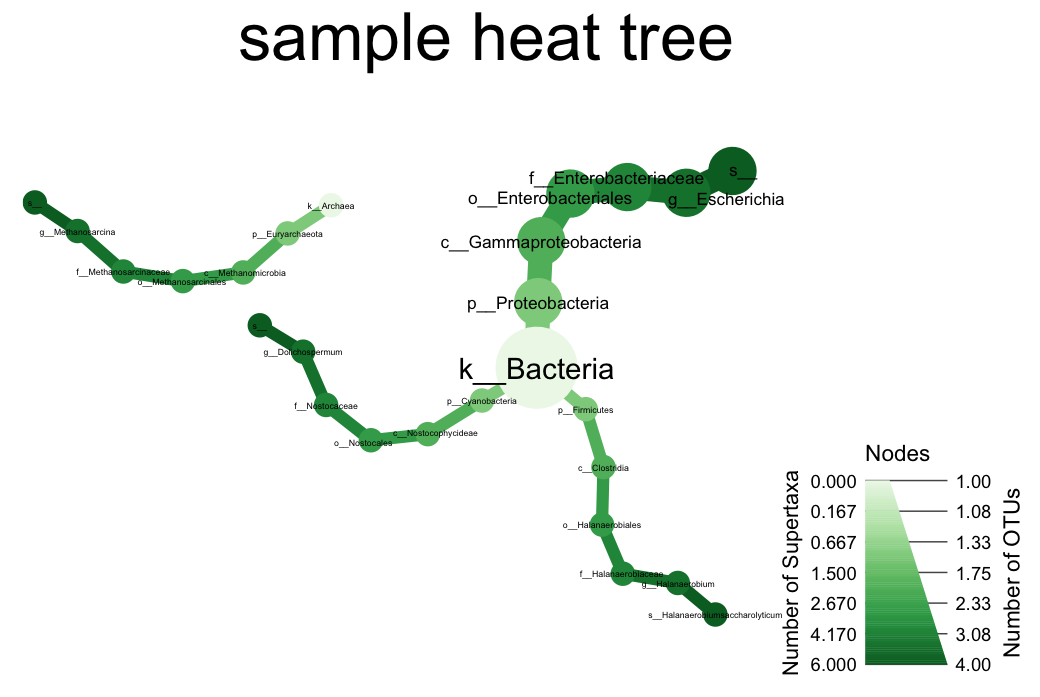 sample heat tree
s__
g__Methanosarcina
f__Methanosarcinaceae
o__Methanosarcinales
c__Methanomicrobia
p__Euryarchaeota
k__Archaea
s__
g__Escherichia
f__Enterobacteriaceae
o__Enterobacteriales
c__Gammaproteobacteria
p__Proteobacteria
k__Bacteria
s__
g__Dolichospermum
f__Nostocaceae
o__Nostocales
c__Nostocophycideae
p__Cyanobacteria
p__Firmicutes
c__Clostridia
o__Halanaerobiales
f__Halanaerobiaceae
g__Halanaerobium
s__Halanaerobiumsaccharolyticum
Nodes
Number of Supertaxa
0.000 1.00
0.167 1.08
0.667 1.33
1.500 1.75
2.670 2.33
4.170 3.08
6.000 4.00
Number of OTUs